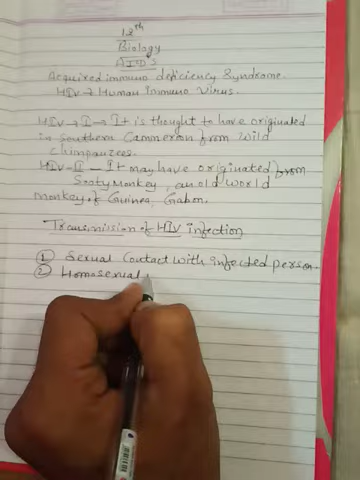 12th
Biology
AIDS
Acquired immuno deficiency Syndrome.
HIV → Human immuno Virus.
HIV → I → It is thought to have originated
in Southern Cammeron from wild
Chimpanzees.
HIV-II - It may have originated from
Sooty Monkey, an old world
monkey of Guinea, Gabon.
Transmission of HIV infection
① Sexual Contact with infected person.
② Homosexual